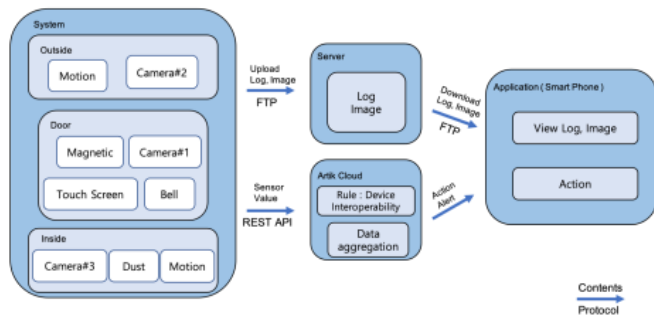 System
Outside
Motion
Camera#2
Door
Magnetic
Camera#1
Touch Screen
Bell
Inside
Camera#3
Dust
Motion
Upload
Log, Image
FTP
Sensor
Value
REST API
Server
Log
Image
Artik Cloud
Rule : Device
Interoperability
Data
aggregation
Download
Log, Image
FTP
Action
Alert
Application ( Smart Phone )
View Log, Image
Action
Contents
Protocol